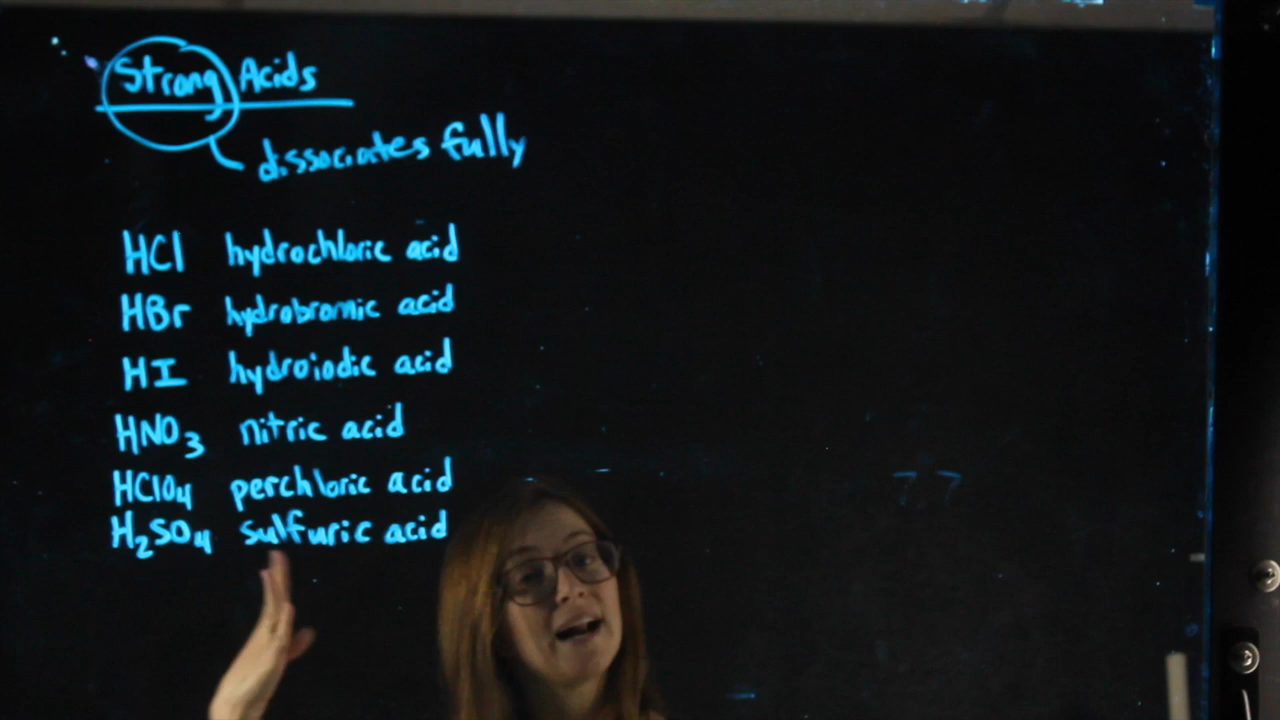 Strong Acids
dissociates fully
HCl hydrochloric acid
HBr hydrobromic acid
HI hydroiodic acid
HNO₃ nitric acid
HClO₄ perchloric acid
H₂SO₄ sulfuric acid